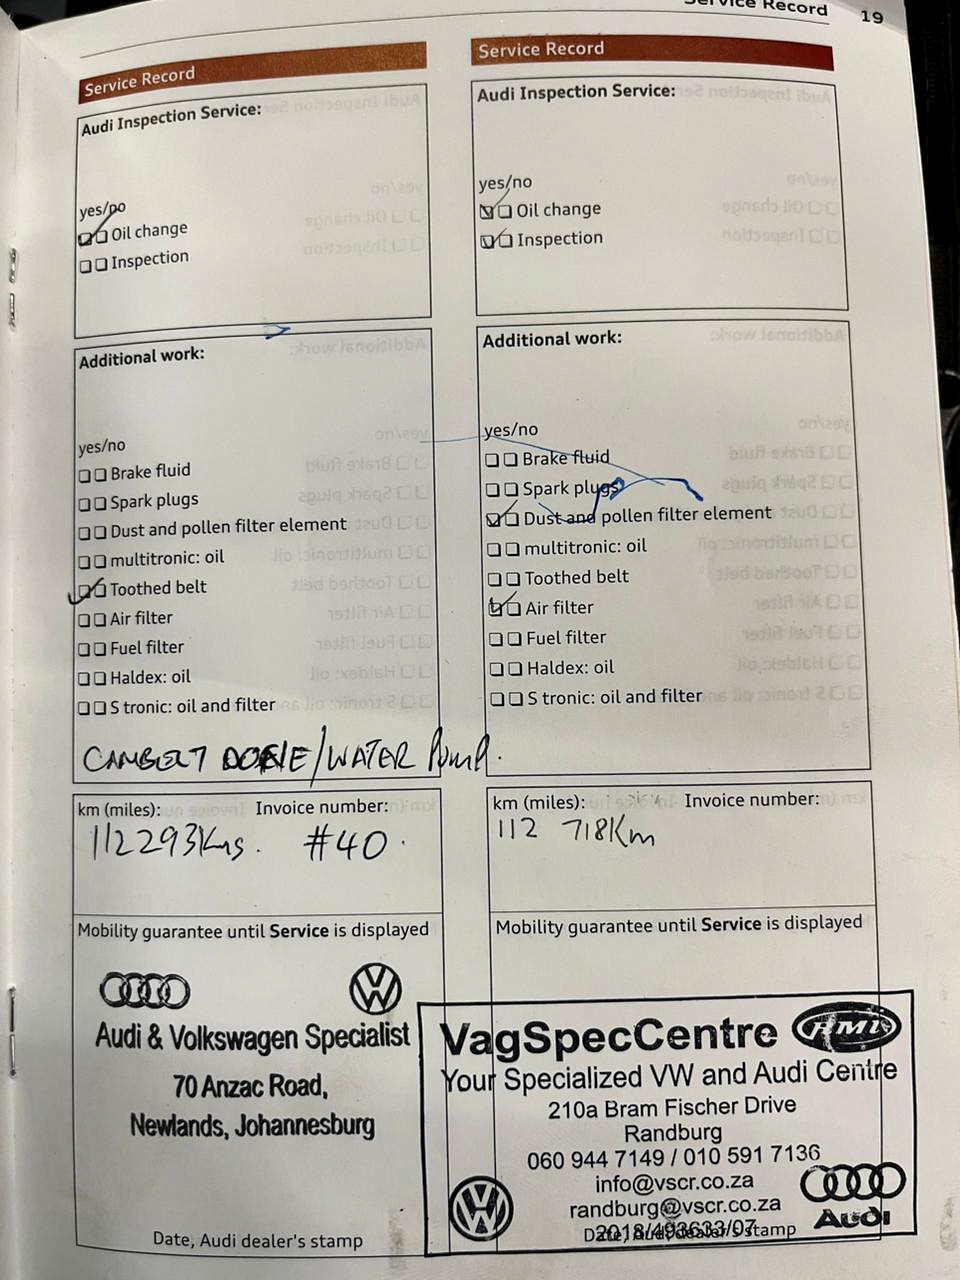 Service Record 19
Service Record
Audi Inspection Service:
yes/no
Oil change
Inspection
Additional work:
yes/no
Brake fluid
Spark plugs
Dust and pollen filter element
multitronic: oil
Toothed belt
Air filter
Fuel filter
Haldex: oil
S tronic: oil and filter
CAMBELT DONE/WATER PUMP.
km (miles): Invoice number:
112293Kms. #40.
Mobility guarantee until Service is displayed
Audi & Volkswagen Specialist
70 Anzac Road,
Newlands, Johannesburg
Date, Audi dealer's stamp
Service Record
Audi Inspection Service:
yes/no
Oil change
Inspection
Additional work:
yes/no
Brake fluid
Spark plugs
Dust and pollen filter element
multitronic: oil
Toothed belt
Air filter
Fuel filter
Haldex: oil
S tronic: oil and filter
km (miles): Invoice number:
112 718Km
Mobility guarantee until Service is displayed
VagSpecCentre RMI
Your Specialized VW and Audi Centre
210a Bram Fischer Drive
Randburg
060 944 7149 / 010 591 7136
info@vscr.co.za
randburg@vscr.co.za
2018/493633/07
Audi
Date, Audi dealer's stamp